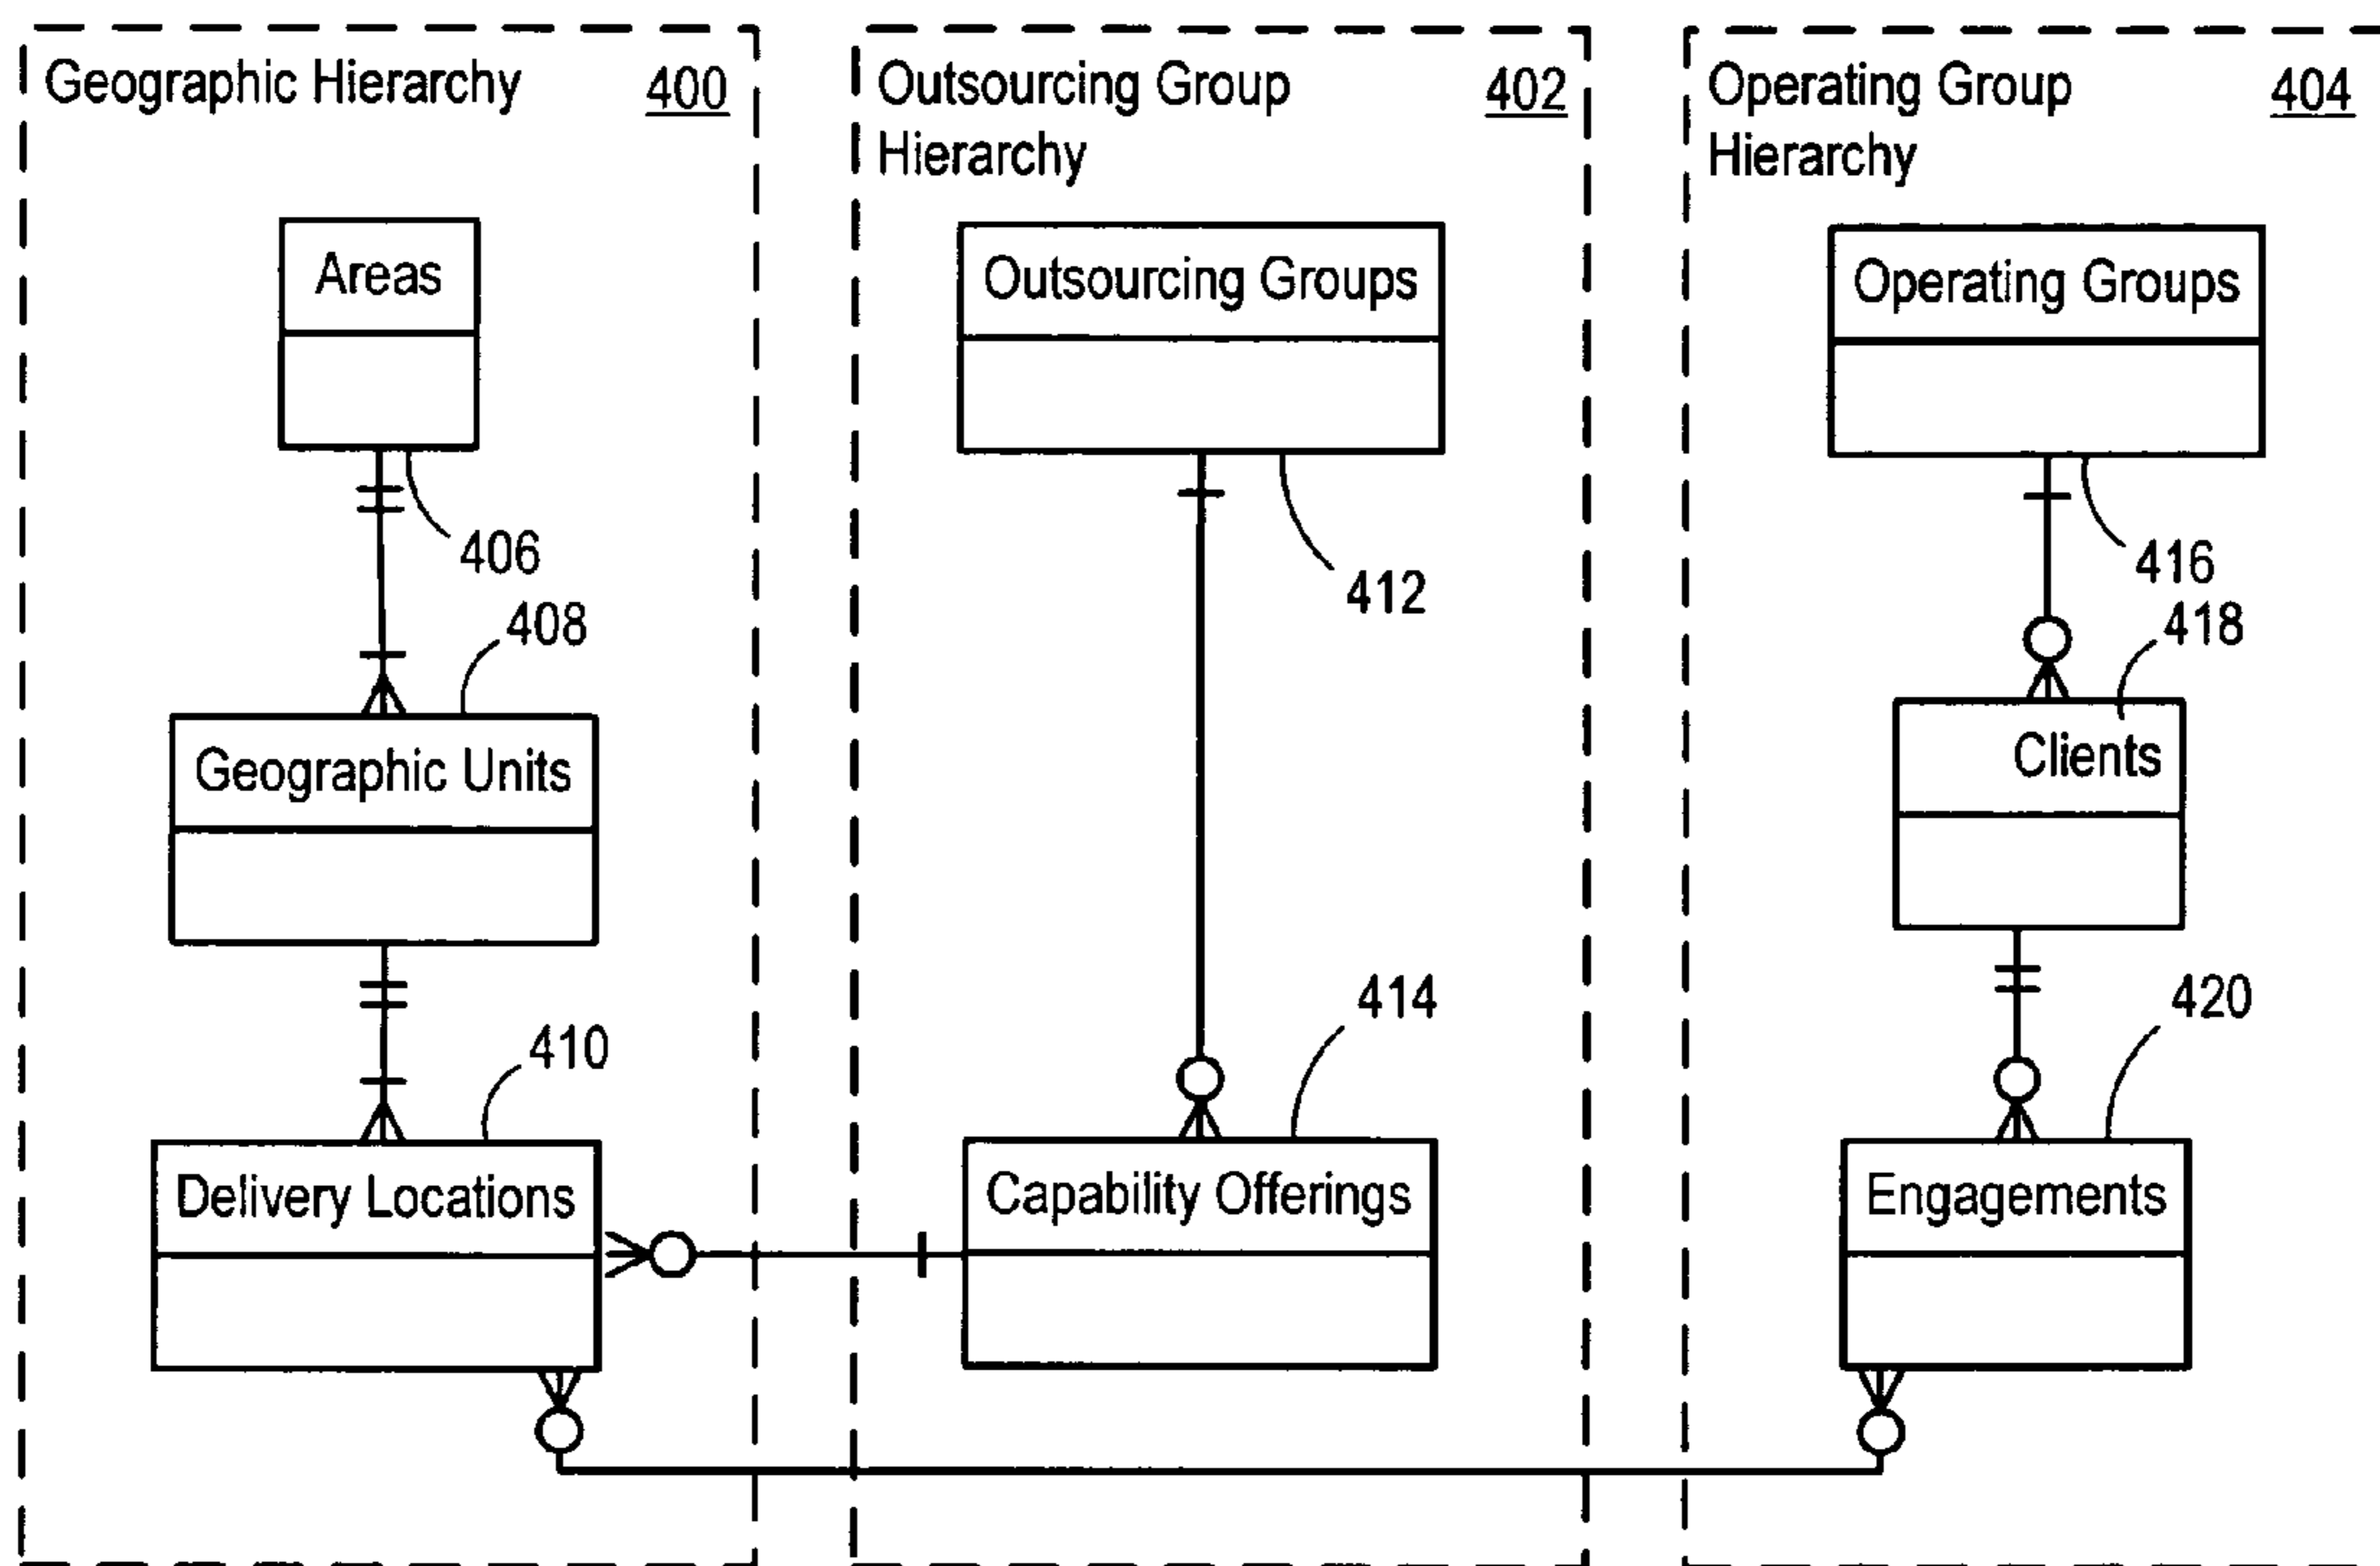 Geographic Hierarchy 400
Areas
406
408
Geographic Units
410
Delivery Locations
Outsourcing Group 402
Hierarchy
Outsourcing Groups
412
414
Capability Offerings
Operating Group 404
Hierarchy
Operating Groups
416
418
Clients
420
Engagements